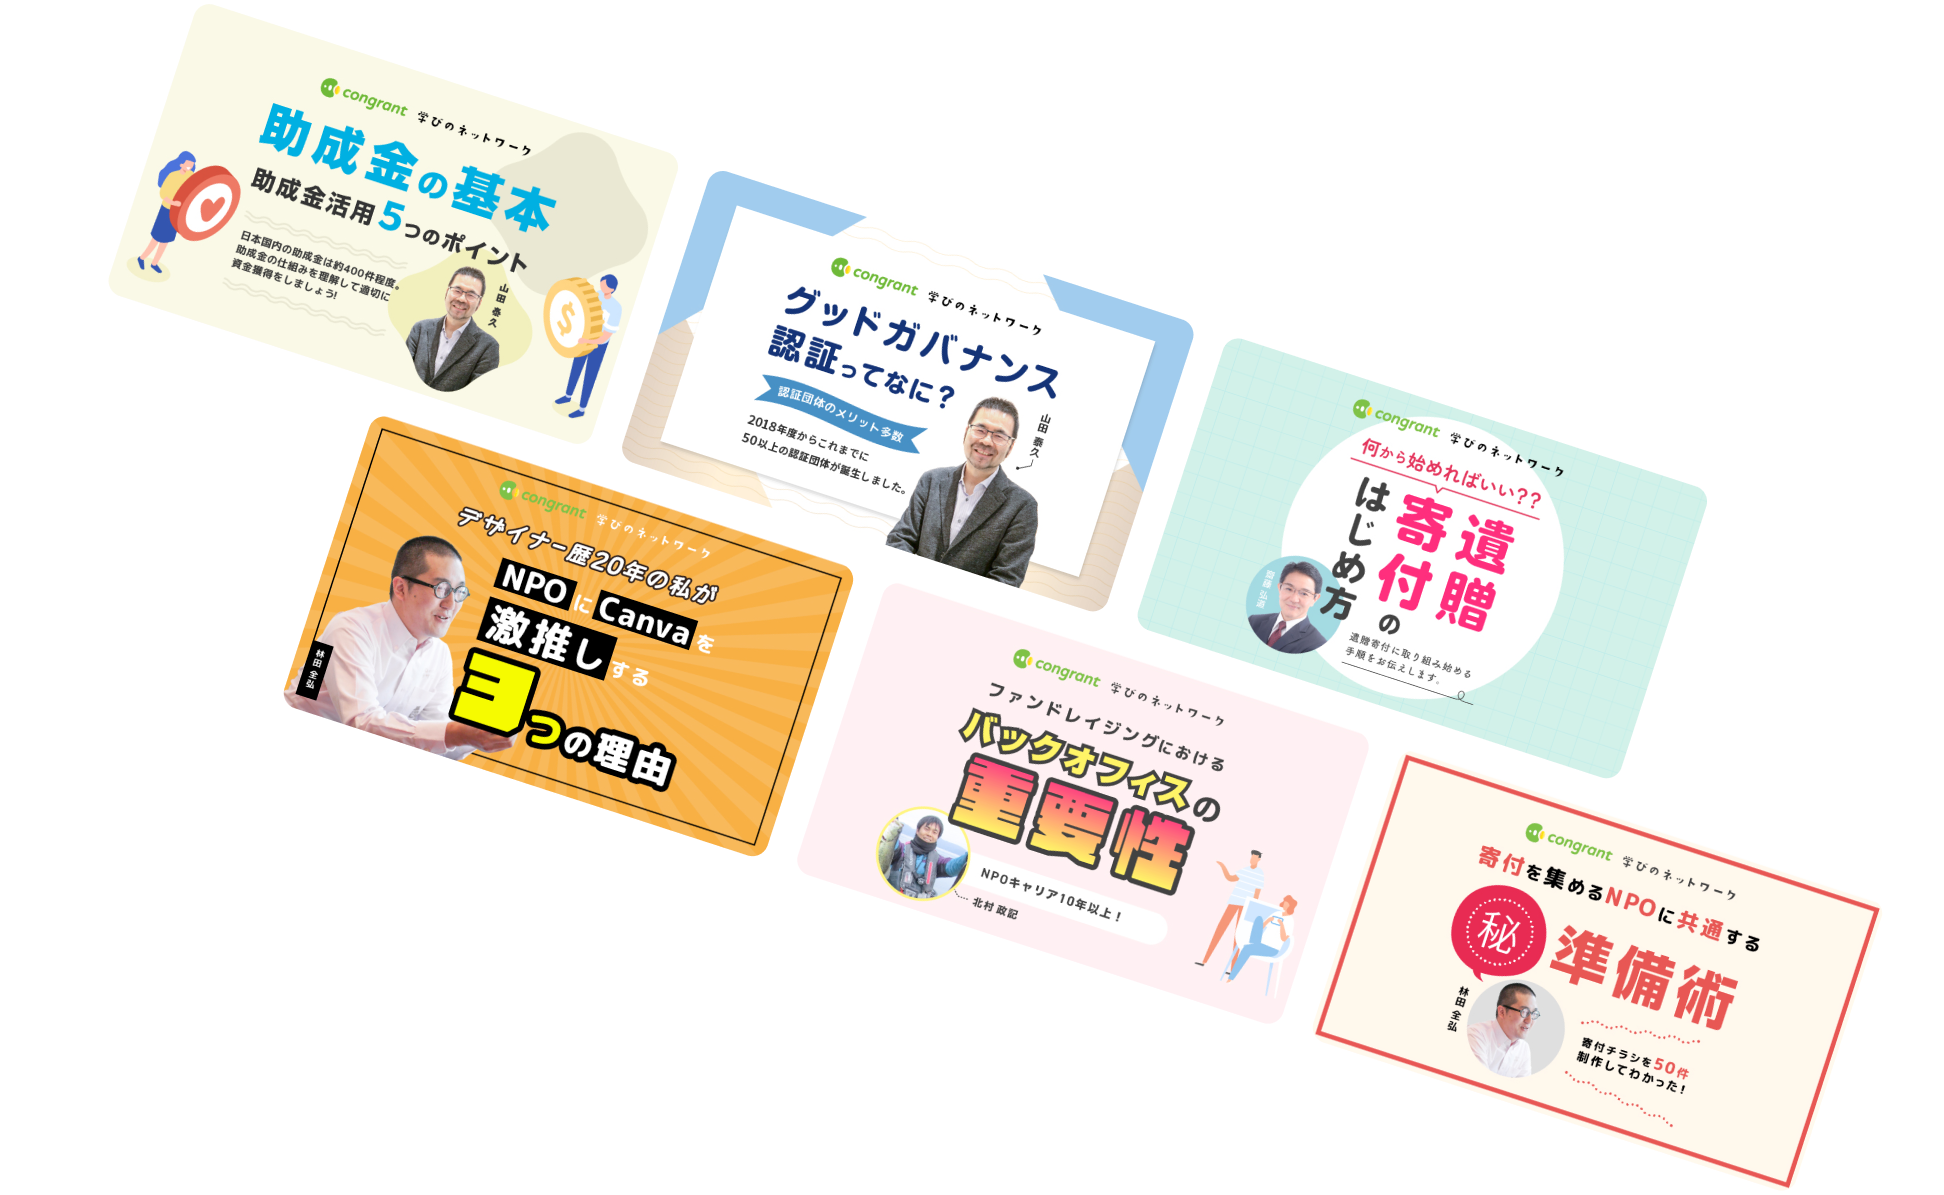 congrant 学びのネットワーク
助成金の基本
助成金活用5つのポイント
日本国内の助成金は約400件程度。
助成金の仕組みを理解して適切に
資金獲得をしましょう!
山田 泰久
congrant 学びのネットワーク
グッドガバナンス
認証ってなに？
認証団体のメリット多数
2018年度からこれまでに
50以上の認証団体が誕生しました。
山田 泰久
congrant 学びのネットワーク
何から始めればいい??
遺贈
寄付の
はじめ方
齋藤 弘道
遺贈寄付に取り組み始める
手順をお伝えします。
congrant 学びのネットワーク
デザイナー歴20年の私が
NPOにCanvaを
激推しする
3つの理由
林田 全弘
congrant 学びのネットワーク
ファンドレイジングにおける
バックオフィスの
重要性
NPOキャリア10年以上！
北村 政記
congrant 学びのネットワーク
寄付を集めるNPOに共通する
秘
準備術
林田 全弘
寄付チラシを50件
制作してわかった！